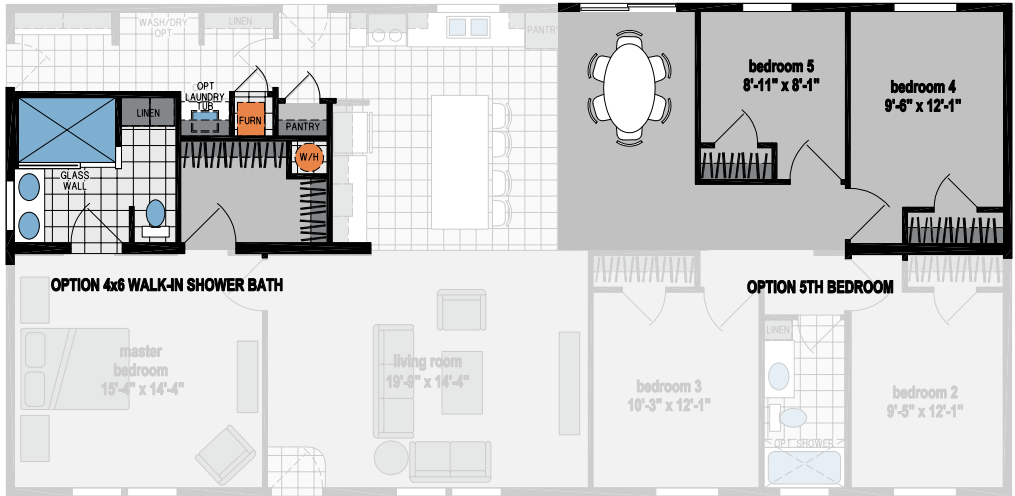 WASH/DRY
OPT
LINEN
PANTRY
OPT
LAUNDRY
TUB
LINEN
FURN
PANTRY
W/H
GLASS
WALL
bedroom 5
8'-11" x 8'-1"
bedroom 4
9'-6" x 12'-1"
OPTION 4x6 WALK-IN SHOWER BATH
OPTION 5TH BEDROOM
master
bedroom
15'-4" x 14'-4"
living room
19'-9" x 14'-4"
bedroom 3
10'-3" x 12'-1"
LINEN
OPT SHOWER
bedroom 2
9'-5" x 12'-1"